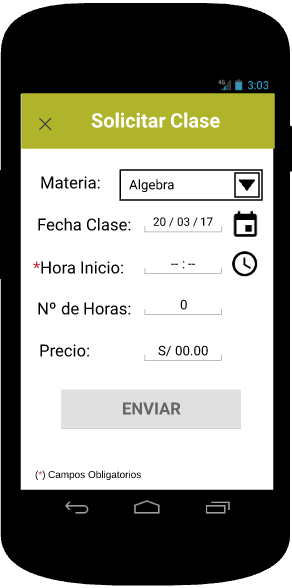 4G 3:03
Solicitar Clase
Materia: Algebra
Fecha Clase: 20 / 03 / 17
*Hora Inicio: -- : --
Nº de Horas: 0
Precio: S/ 00.00
ENVIAR
(*) Campos Obligatorios